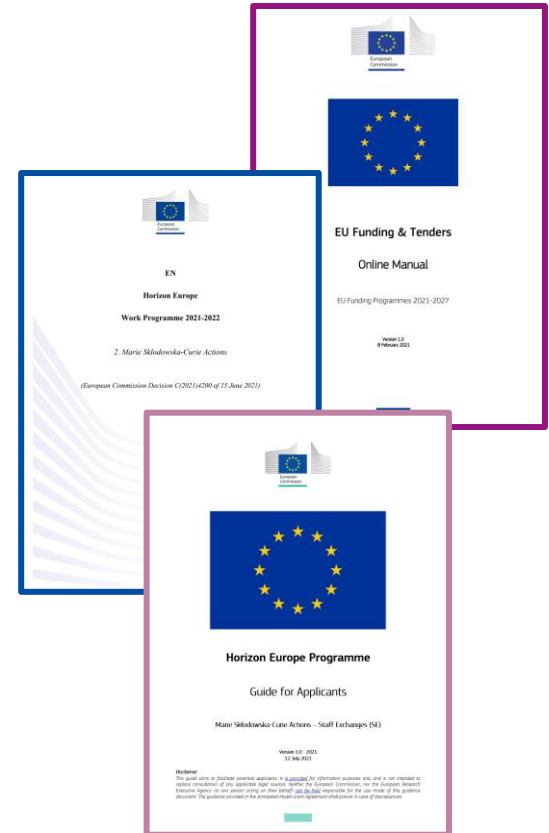 European
Commission
EU Funding & Tenders
Online Manual
EU Funding Programmes 2021-2027
Version 1.0
8 February 2021
European
Commission
EN
Horizon Europe
Work Programme 2021-2022
2. Marie Skłodowska-Curie Actions
(European Commission Decision C(2021)4200 of 15 June 2021)
European
Commission
Horizon Europe Programme
Guide for Applicants
Marie Skłodowska-Curie Actions – Staff Exchanges (SE)
Version 1.0 - 2021
12 July 2021
Disclaimer
This guide aims to facilitate potential applicants. It is provided for information purposes only and is not intended to
replace consultation of any applicable legal sources. Neither the European Commission, nor the European Research
Executive Agency (or any person acting on their behalf) can be held responsible for the use made of this guidance
document. The guidance provided in the Annotated Model Grant Agreement shall prevail in case of discrepancies.